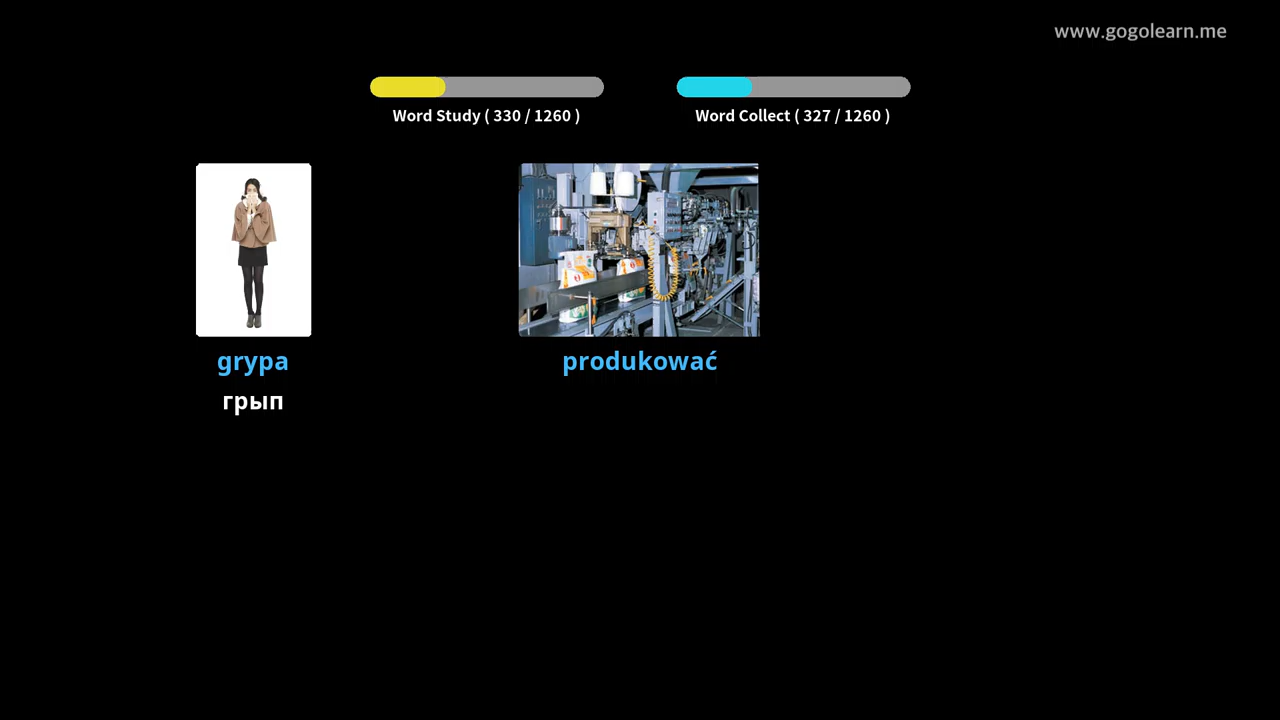 www.gogolearn.me
Word Study ( 330 / 1260 )
Word Collect ( 327 / 1260 )
grypa
грып
produkować